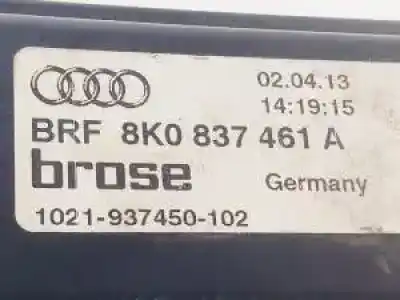 02.04.13
14:19:15
BRF 8K0 837 461 A
brose Germany
1021-937450-102